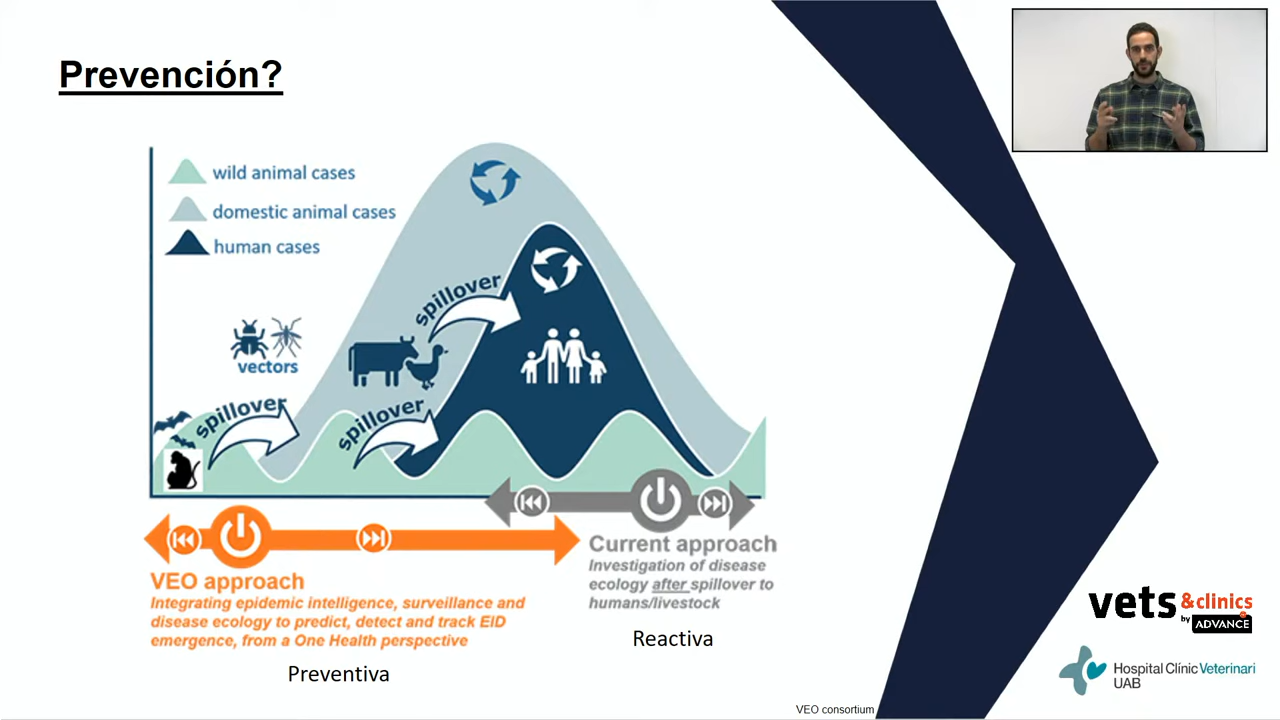 Prevención?
wild animal cases
domestic animal cases
human cases
spillover
vectors
spillover
spillover
VEO approach
Integrating epidemic intelligence, surveillance and
disease ecology to predict, detect and track EID
emergence, from a One Health perspective
Preventiva
Current approach
Investigation of disease
ecology after spillover to
humans/livestock
Reactiva
vets &clinics
by ADVANCE
Hospital Clínic Veterinari
UAB
VEO consortium